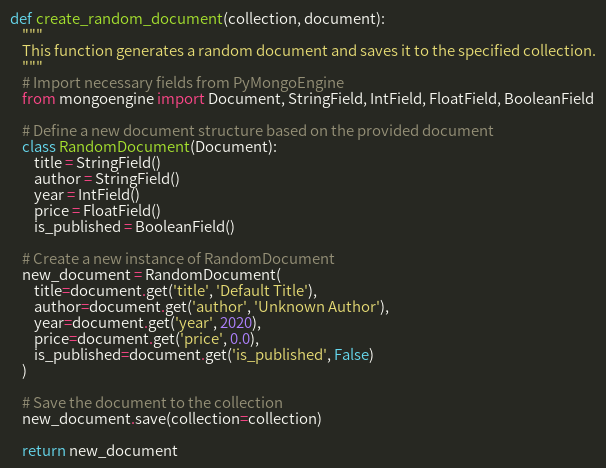 def create_random_document(collection, document):
    """
    This function generates a random document and saves it to the specified collection.
    """
    # Import necessary fields from PyMongoEngine
    from mongoengine import Document, StringField, IntField, FloatField, BooleanField

    # Define a new document structure based on the provided document
    class RandomDocument(Document):
        title = StringField()
        author = StringField()
        year = IntField()
        price = FloatField()
        is_published = BooleanField()

    # Create a new instance of RandomDocument
    new_document = RandomDocument(
        title=document.get('title', 'Default Title'),
        author=document.get('author', 'Unknown Author'),
        year=document.get('year', 2020),
        price=document.get('price', 0.0),
        is_published=document.get('is_published', False)
    )

    # Save the document to the collection
    new_document.save(collection=collection)

    return new_document